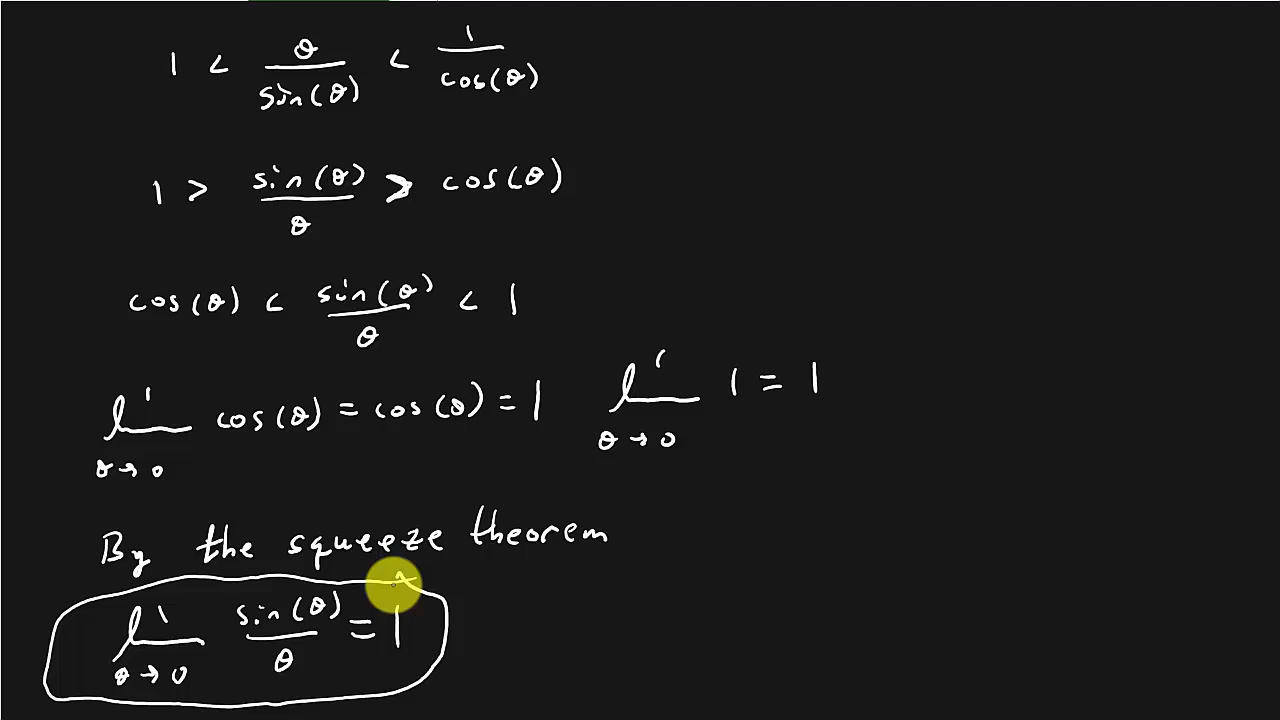 1 < θ/sin(θ) < 1/cos(θ)
1 > sin(θ)/θ > cos(θ)
cos(θ) < sin(θ)/θ < 1
lim θ→0 cos(θ) = cos(θ) = 1 lim θ→0 1 = 1
By the squeeze theorem
lim θ→0 sin(θ)/θ = 1